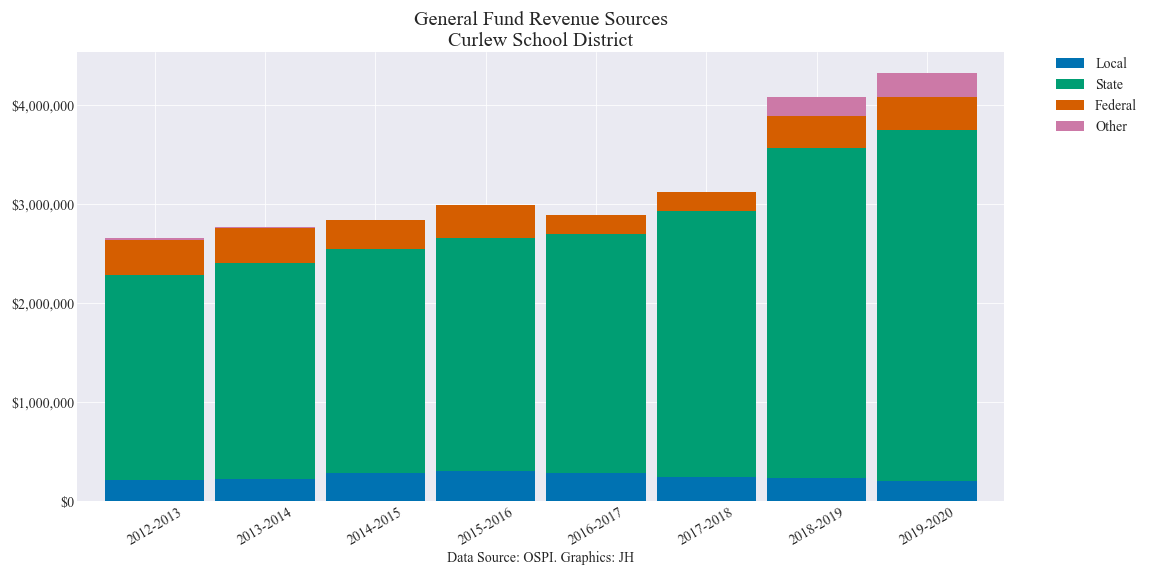 General Fund Revenue Sources
Curlew School District
Local
State
Federal
Other
$4,000,000
$3,000,000
$2,000,000
$1,000,000
$0
2012-2013
2013-2014
2014-2015
2015-2016
2016-2017
2017-2018
2018-2019
2019-2020
Data Source: OSPI. Graphics: JH